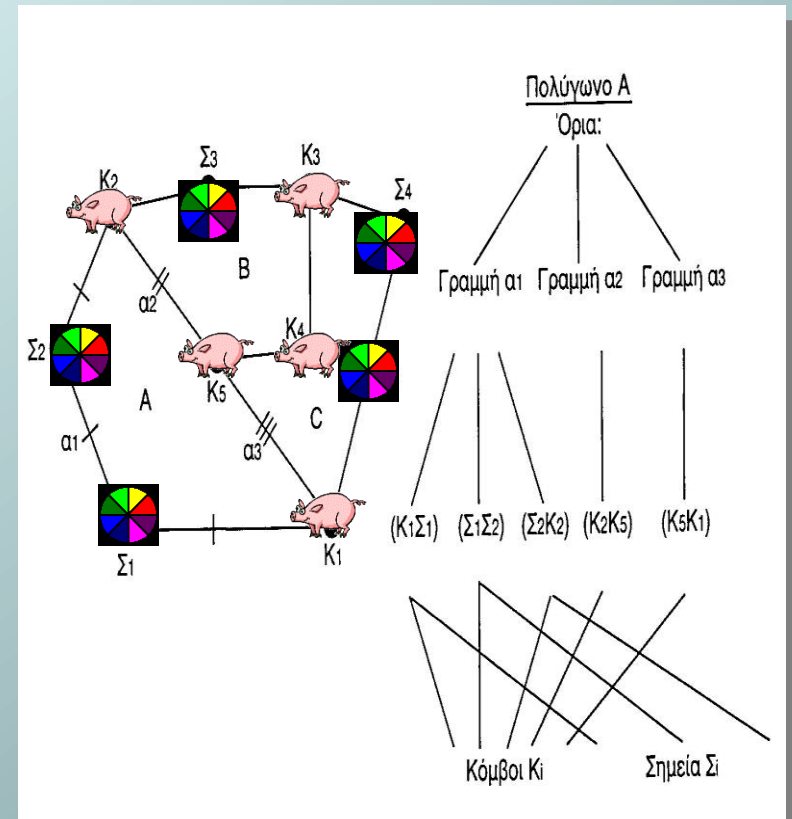 Πολύγωνο Α
Όρια:
Κ2
Σ3
Κ3
Σ4
Β
α2
Γραμμή α1 Γραμμή α2 Γραμμή α3
Σ2
Κ4
Κ5
Α
C
α1
α3
(Κ1Σ1) (Σ1Σ2) (Σ2Κ2) (Κ2Κ5) (Κ5Κ1)
Σ1
Κ1
Κόμβοι Κi Σημεία Σi